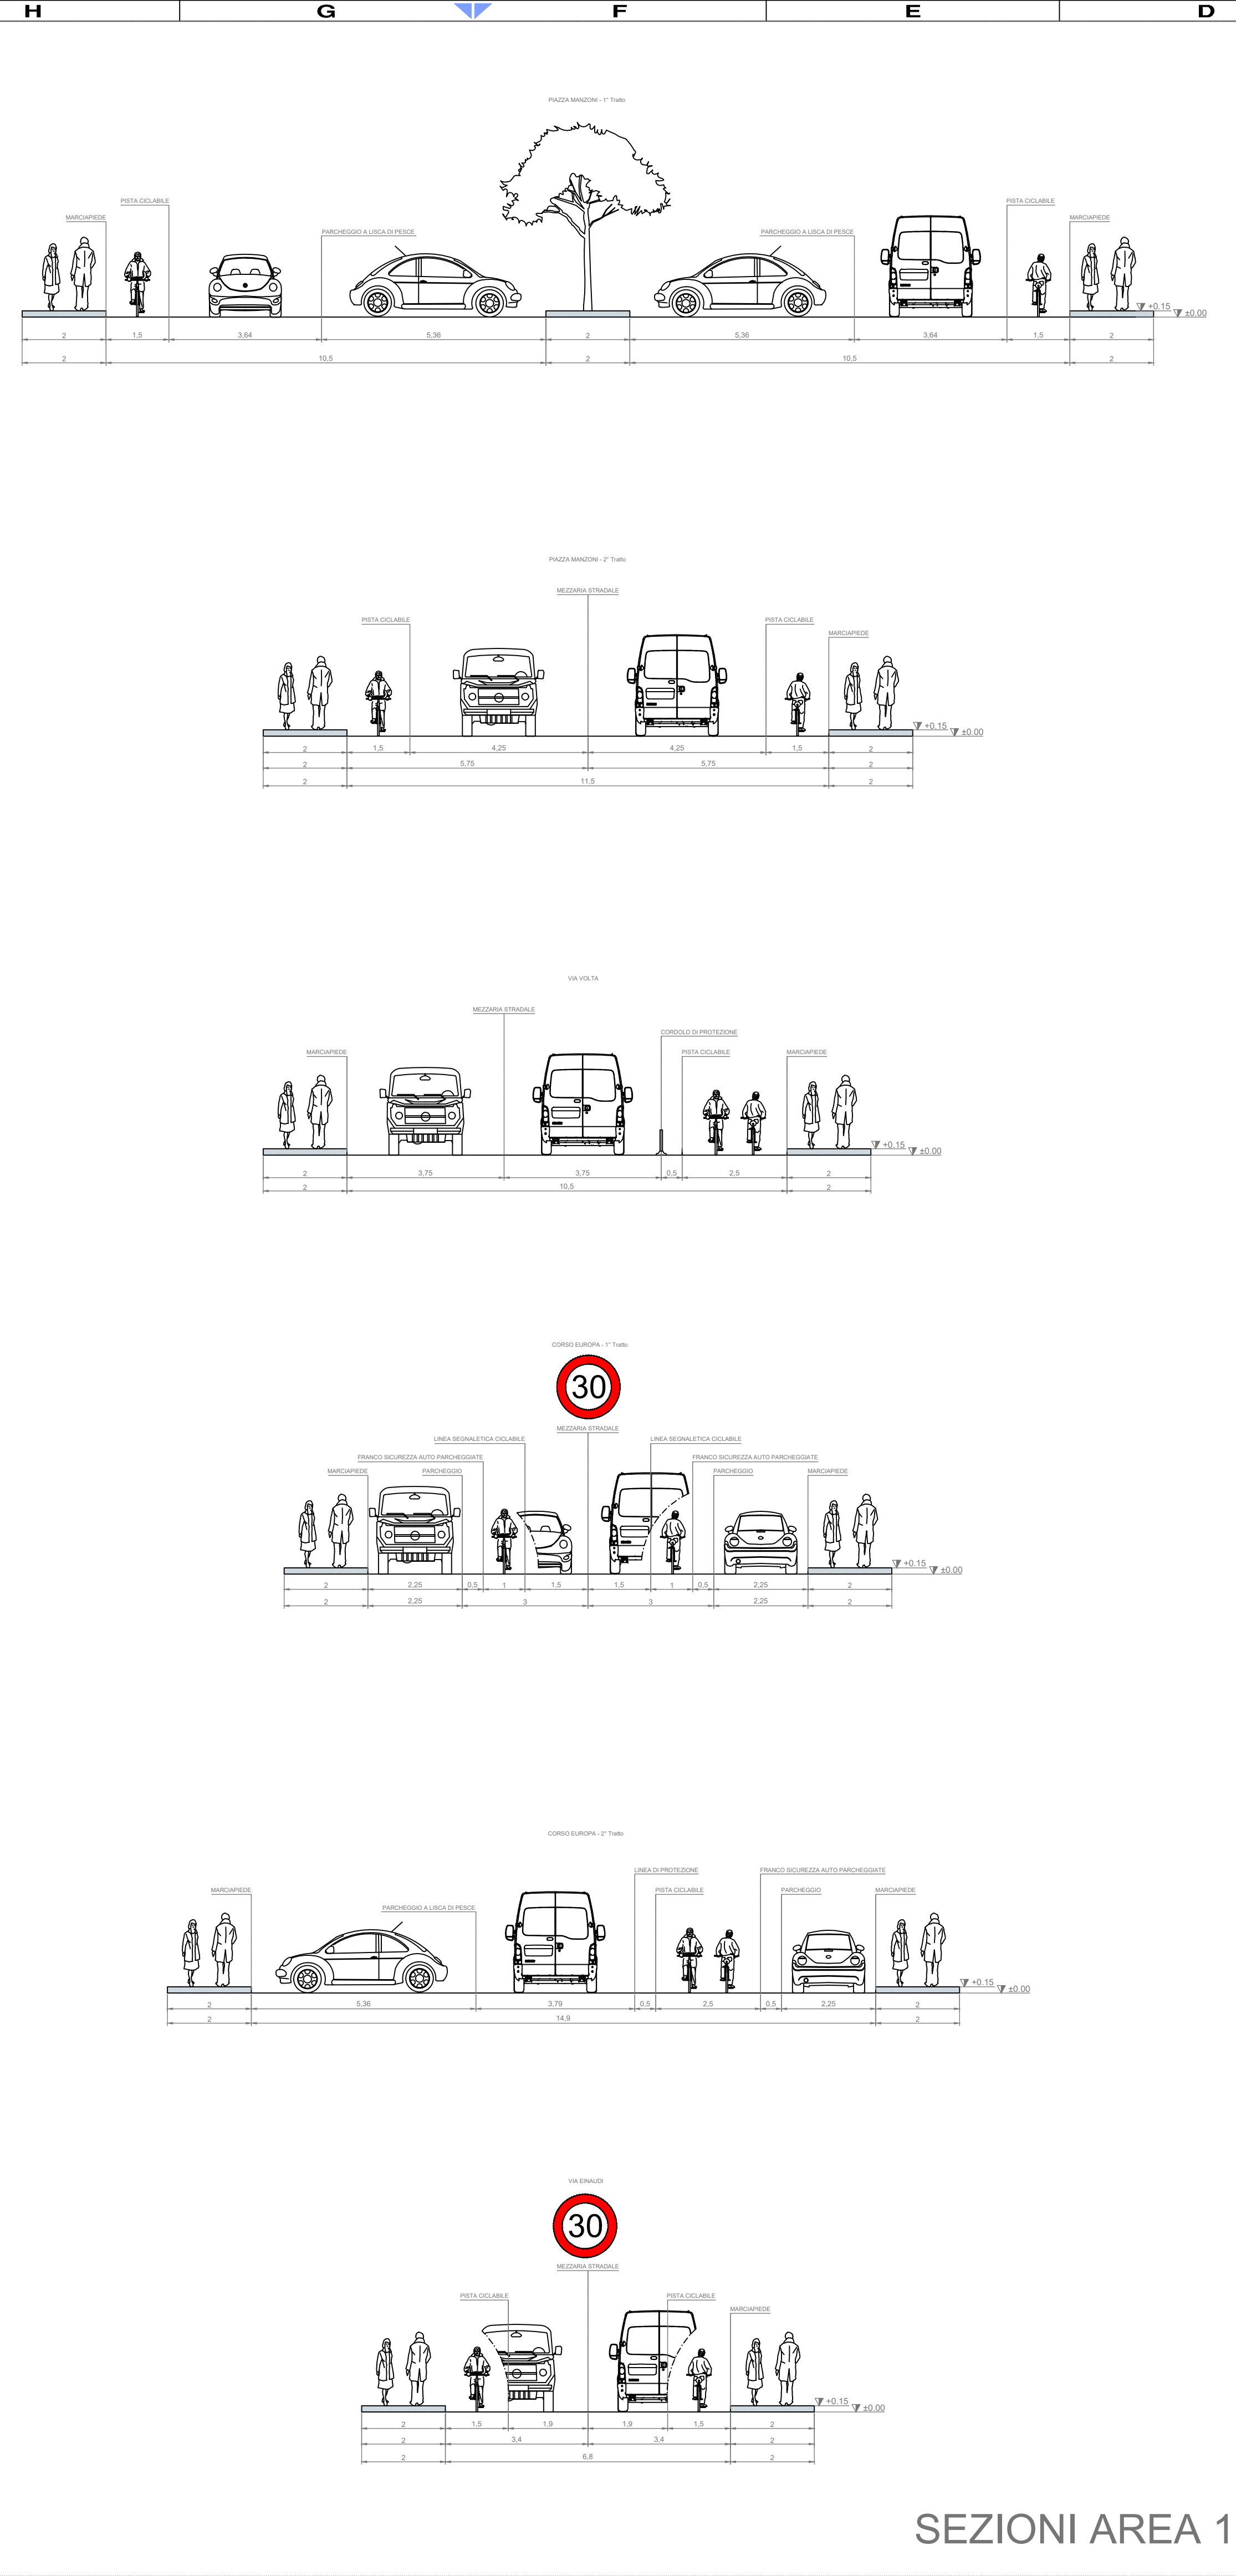 H G F E D
PIAZZA MANZONI - 1° Tratto
PISTA CICLABILE PISTA CICLABILE
MARCIAPIEDE MARCIAPIEDE
PARCHEGGIO A LISCA DI PESCE PARCHEGGIO A LISCA DI PESCE
+0.15
±0.00
2 1,5 3,64 5,36 2 5,36 3,64 1,5 2
2 10,5 2 10,5 2
PIAZZA MANZONI - 2° Tratto
MEZZARIA STRADALE
PISTA CICLABILE PISTA CICLABILE
MARCIAPIEDE
+0.15
±0.00
2 1,5 4,25 4,25 1,5 2
2 5,75 5,75 2
2 11,5 2
VIA VOLTA
MEZZARIA STRADALE
CORDOLO DI PROTEZIONE
MARCIAPIEDE PISTA CICLABILE MARCIAPIEDE
+0.15
±0.00
2 3,75 3,75 0,5 2,5 2
2 10,5 2
CORSO EUROPA - 1° Tratto
30
MEZZARIA STRADALE
LINEA SEGNALETICA CICLABILE LINEA SEGNALETICA CICLABILE
FRANCO SICUREZZA AUTO PARCHEGGIATE FRANCO SICUREZZA AUTO PARCHEGGIATE
MARCIAPIEDE PARCHEGGIO PARCHEGGIO MARCIAPIEDE
+0.15
±0.00
2 2,25 0,5 1 1,5 1,5 1 0,5 2,25 2
2 2,25 3 3 2,25 2
CORSO EUROPA - 2° Tratto
LINEA DI PROTEZIONE FRANCO SICUREZZA AUTO PARCHEGGIATE
MARCIAPIEDE PISTA CICLABILE PARCHEGGIO MARCIAPIEDE
PARCHEGGIO A LISCA DI PESCE
+0.15
±0.00
2 5,36 3,79 0,5 2,5 0,5 2,25 2
2 14,9 2
VIA EINAUDI
30
MEZZARIA STRADALE
PISTA CICLABILE PISTA CICLABILE
MARCIAPIEDE
+0.15
±0.00
2 1,5 1,9 1,9 1,5 2
2 3,4 3,4 2
2 6,8 2
SEZIONI AREA 1